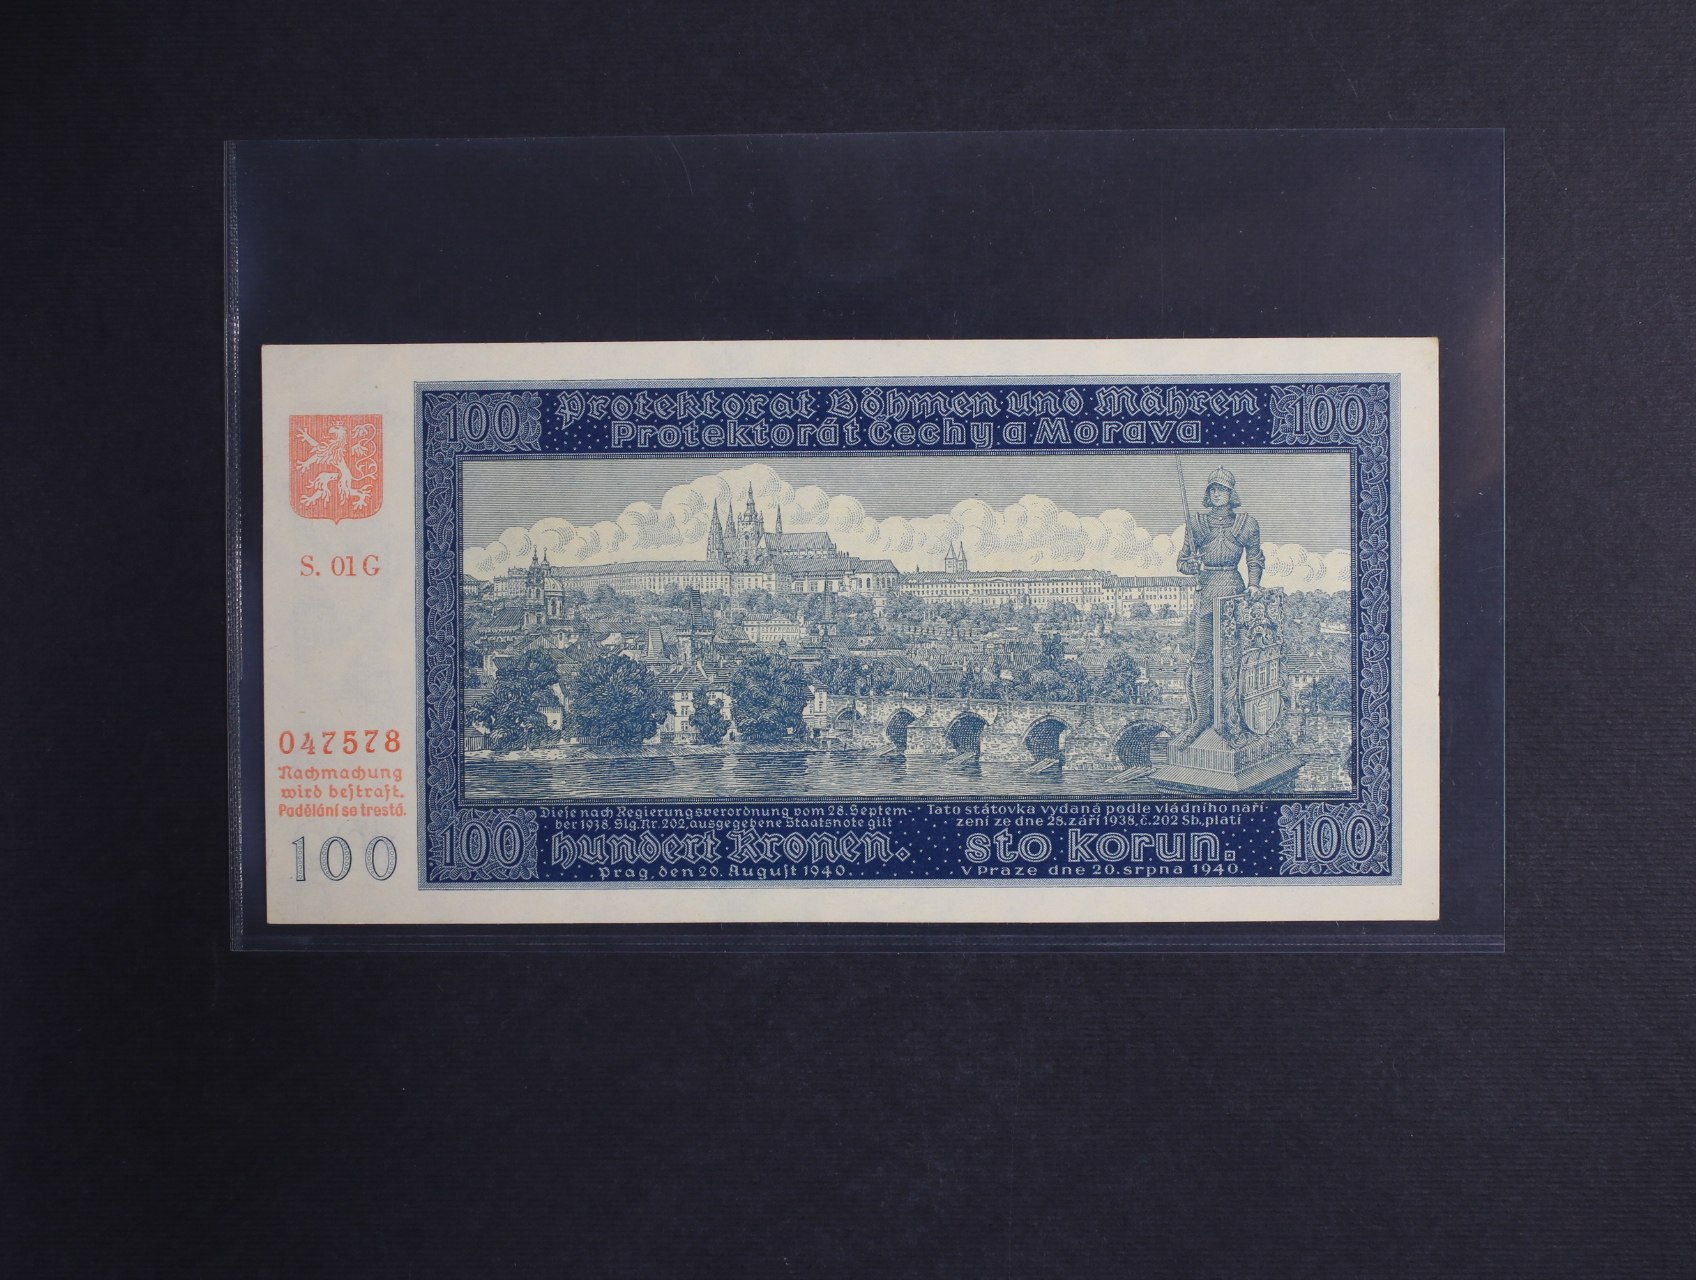 100 Protektorat Böhmen und Mähren 100
Protektorát Čechy a Morava
S. 01 G
047578
Nachmachung
wird bestraft.
Padělání se trestá.
100
Diese nach Regierungsverordnung vom 28. Septem-
ber 1938, Slg. Nr. 202, ausgegebene Staatsnote gilt
hundert Kronen.
Prag, den 20. August 1940.
Tato státovka vydaná podle vládního naří-
zení ze dne 28. září 1938, č. 202 Sb., platí
sto korun.
V Praze dne 20. srpna 1940.
100 100